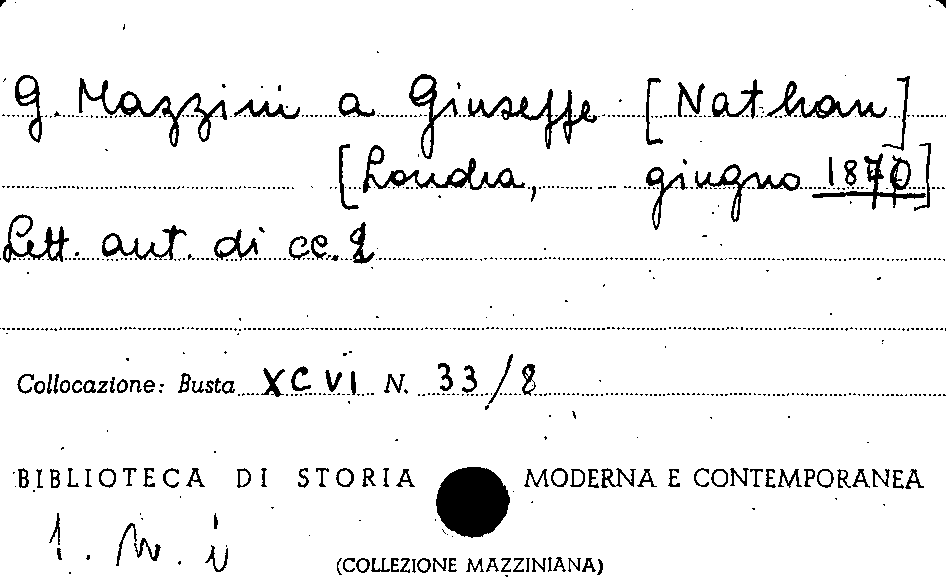 G. Mazzini a Giuseppe [Nathan]
[Londra, giugno 1870]
Lett. aut. di cc. 2
Collocazione: Busta XCVI N. 33/8
BIBLIOTECA DI STORIA MODERNA E CONTEMPORANEA
1. n. i
(COLLEZIONE MAZZINIANA)